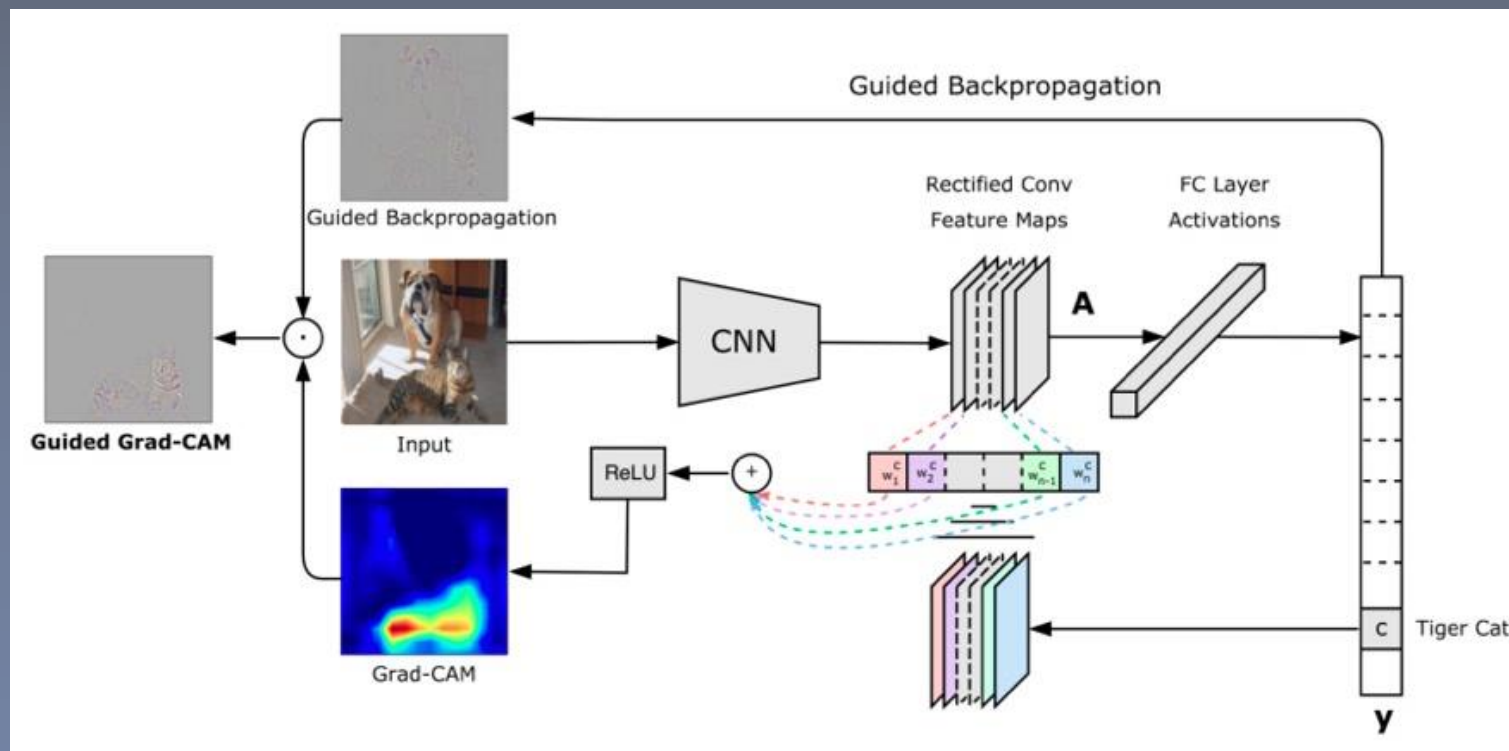 Guided Backpropagation
Guided Backpropagation
Rectified Conv
Feature Maps
FC Layer
Activations
A
CNN
Input
Guided Grad-CAM
ReLU
+
w₁ᶜ w₂ᶜ wₙ₋₁ᶜ wₙᶜ
Grad-CAM
c
Tiger Cat
y